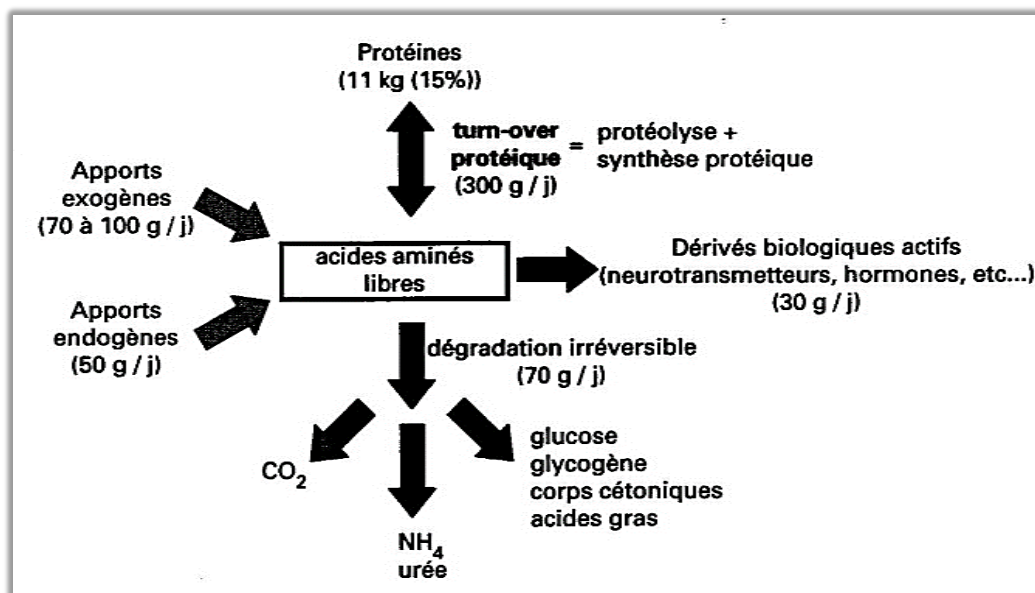 Protéines
(11 kg (15%))
turn-over
protéique
(300 g / j)
= protéolyse +
synthèse protéique
Apports
exogènes
(70 à 100 g / j)
acides aminés
libres
Dérivés biologiques actifs
(neurotransmetteurs, hormones, etc...)
(30 g / j)
Apports
endogènes
(50 g / j)
dégradation irréversible
(70 g / j)
CO2
glucose
glycogène
corps cétoniques
acides gras
NH4
urée